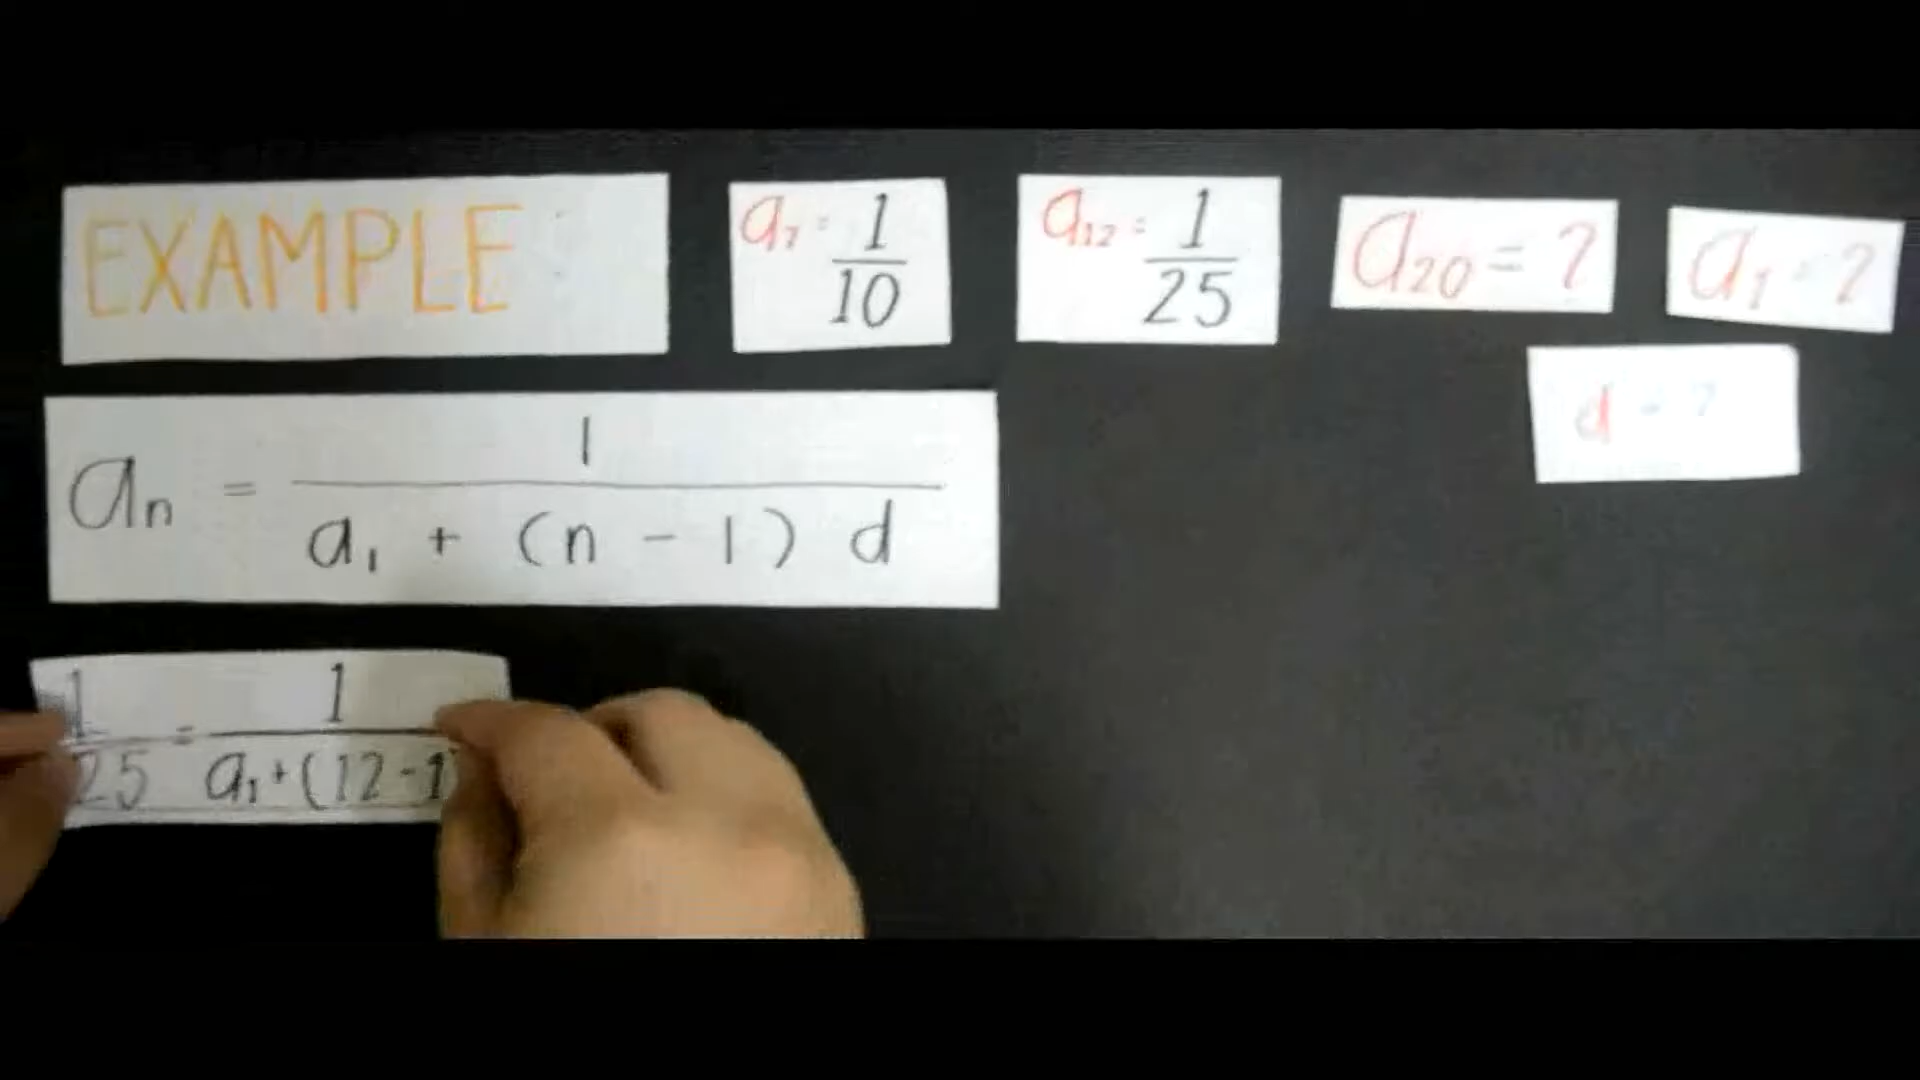 EXAMPLE :
a₇ = 1/10
a₁₂ = 1/25
a₂₀ = ?
a₁ = ?
d = ?
aₙ = 1/(a₁ + (n - 1) d
1/25 = 1/(a₁ + (12 - 1)